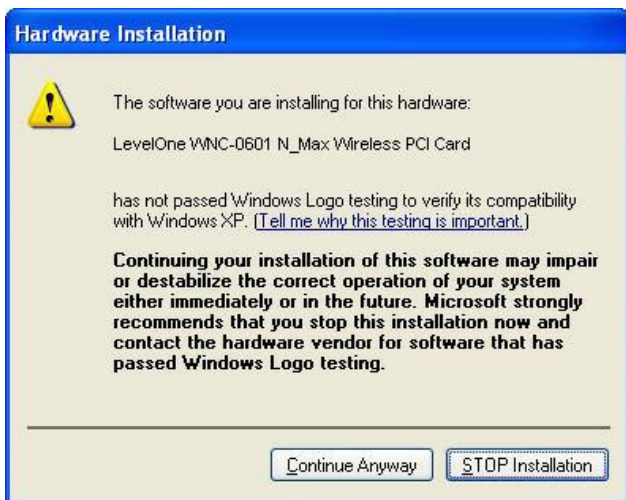 Hardware Installation
The software you are installing for this hardware:
LevelOne WNC-0601 N_Max Wireless PCI Card
has not passed Windows Logo testing to verify its compatibility
with Windows XP. (Tell me why this testing is important.)
Continuing your installation of this software may impair
or destabilize the correct operation of your system
either immediately or in the future. Microsoft strongly
recommends that you stop this installation now and
contact the hardware vendor for software that has
passed Windows Logo testing.
Continue Anyway
STOP Installation